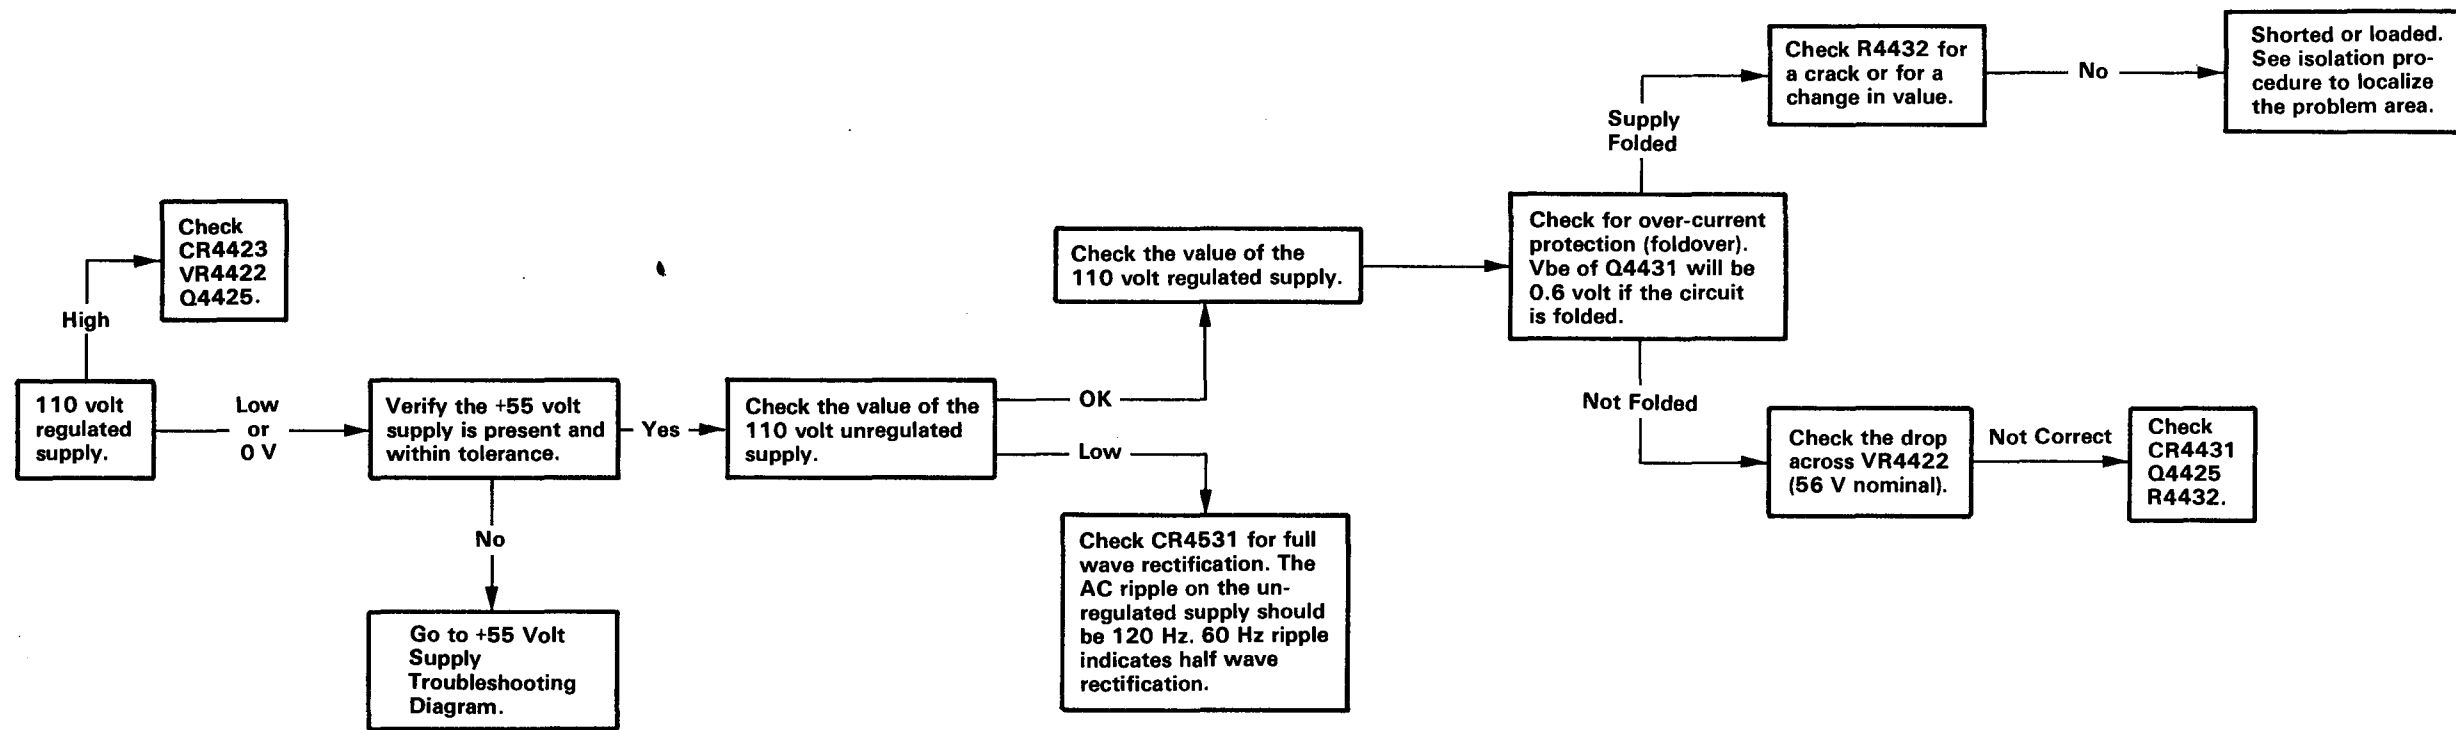 Check
CR4423
VR4422
Q4425.
High
110 volt
regulated
supply.
Low
or
0 V
Verify the +55 volt
supply is present and
within tolerance.
No
Go to +55 Volt
Supply
Troubleshooting
Diagram.
Yes
Check the value of the
110 volt unregulated
supply.
OK
Check the value of the
110 volt regulated supply.
Low
Check CR4531 for full
wave rectification. The
AC ripple on the un-
regulated supply should
be 120 Hz. 60 Hz ripple
indicates half wave
rectification.
Check for over-current
protection (foldover).
Vbe of Q4431 will be
0.6 volt if the circuit
is folded.
Supply
Folded
Check R4432 for
a crack or for a
change in value.
No
Shorted or loaded.
See isolation pro-
cedure to localize
the problem area.
Not Folded
Check the drop
across VR4422
(56 V nominal).
Not Correct
Check
CR4431
Q4425
R4432.